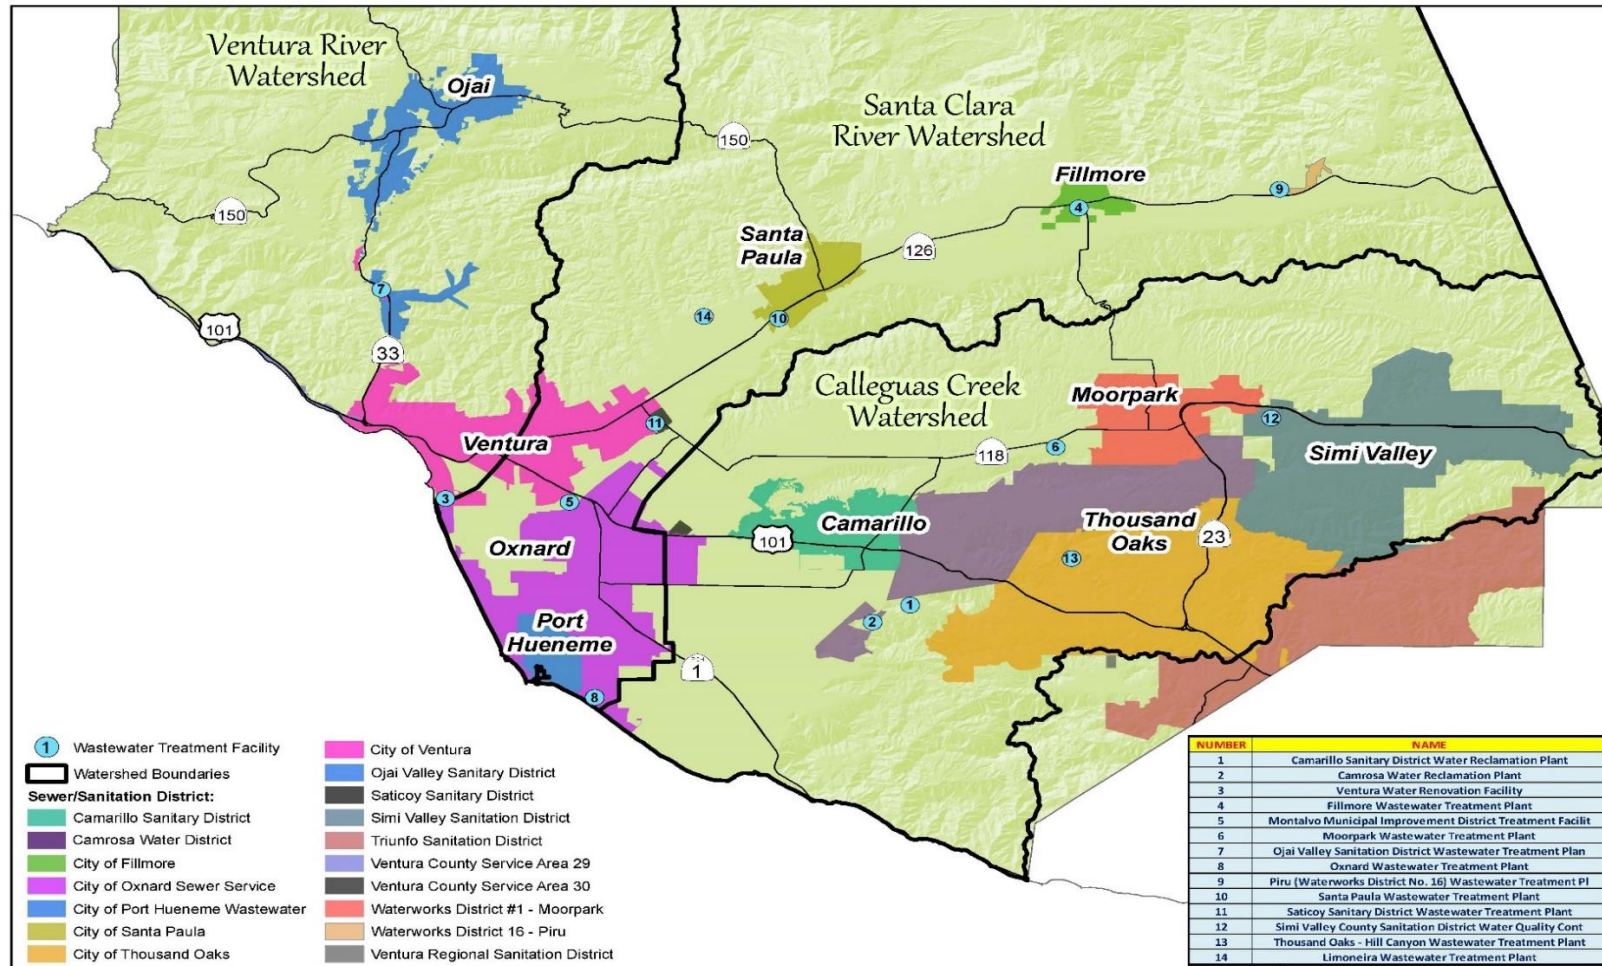 Ventura River
Watershed
Ojai
Santa Clara
River Watershed
150
150
Fillmore
9
4
Santa
Paula
126
7
14
10
101
33
Calleguas Creek
Watershed
Moorpark
11
12
Ventura
6
118
Simi Valley
3
5
Camarillo
Thousand
Oaks
101
23
Oxnard
13
1
2
Port
Hueneme
1
8
1 Wastewater Treatment Facility
Watershed Boundaries
Sewer/Sanitation District:
Camarillo Sanitary District
Camrosa Water District
City of Fillmore
City of Oxnard Sewer Service
City of Port Hueneme Wastewater
City of Santa Paula
City of Thousand Oaks
City of Ventura
Ojai Valley Sanitary District
Saticoy Sanitary District
Simi Valley Sanitation District
Triunfo Sanitation District
Ventura County Service Area 29
Ventura County Service Area 30
Waterworks District #1 - Moorpark
Waterworks District 16 - Piru
Ventura Regional Sanitation District
NUMBER NAME
1 Camarillo Sanitary District Water Reclamation Plant
2 Camrosa Water Reclamation Plant
3 Ventura Water Renovation Facility
4 Fillmore Wastewater Treatment Plant
5 Montalvo Municipal Improvement District Treatment Facilit
6 Moorpark Wastewater Treatment Plant
7 Ojai Valley Sanitation District Wastewater Treatment Plan
8 Oxnard Wastewater Treatment Plant
9 Piru (Waterworks District No. 16) Wastewater Treatment Pl
10 Santa Paula Wastewater Treatment Plant
11 Saticoy Sanitary District Wastewater Treatment Plant
12 Simi Valley County Sanitation District Water Quality Cont
13 Thousand Oaks - Hill Canyon Wastewater Treatment Plant
14 Limoneira Wastewater Treatment Plant